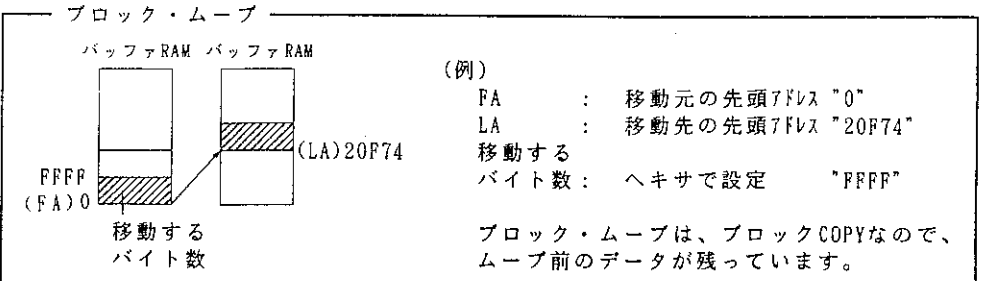 ブロック・ムーブ
バッファRAM バッファRAM
FFFF
(FA)0
移動する
バイト数
(LA)20F74
(例)
FA : 移動元の先頭アドレス "0"
LA : 移動先の先頭アドレス "20F74"
移動する
バイト数: ヘキサで設定 "FFFF"
ブロック・ムーブは、ブロックCOPYなので、
ムーブ前のデータが残っています。